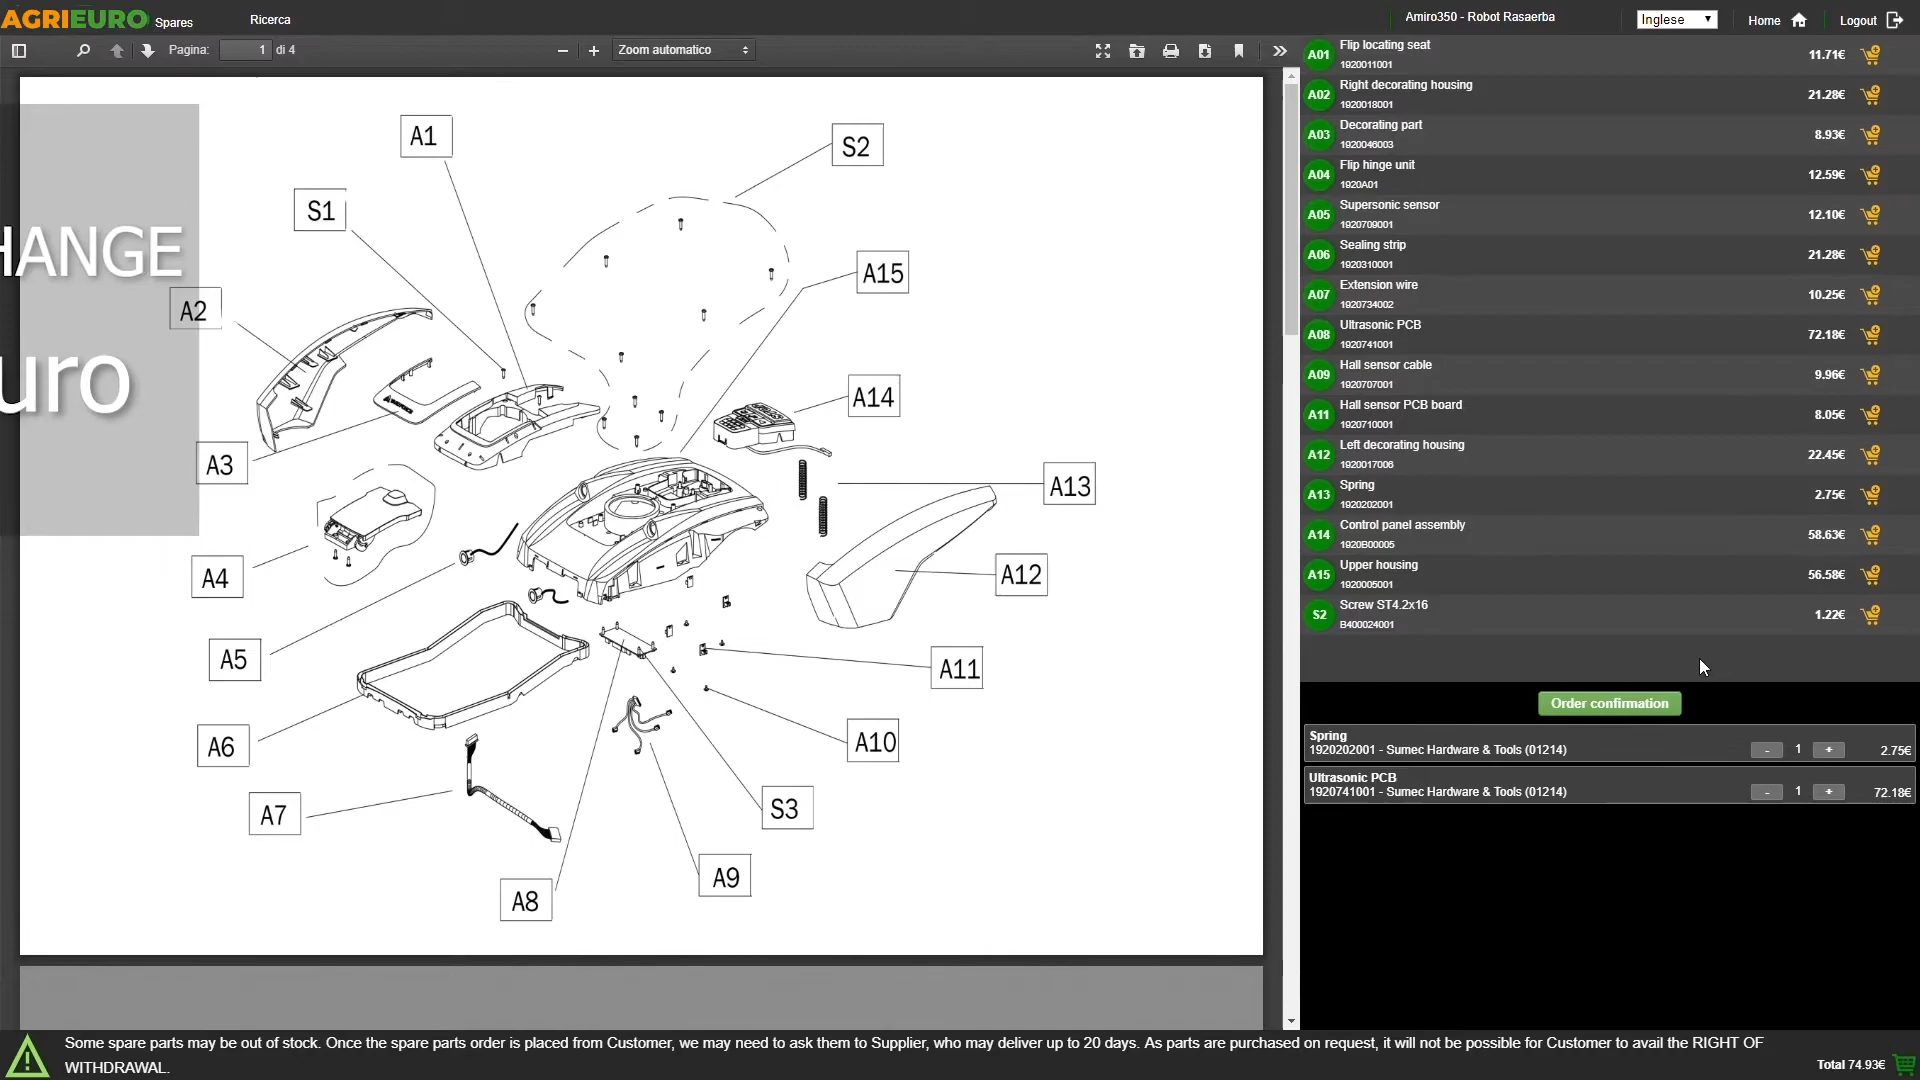 AGRIEURO Spares
Ricerca
Amiro350 - Robot Rasaerba
Inglese
Home
Logout
Pagina: 1 di 4
Zoom automatico
HANGE
uro
A1
S2
S1
A15
A2
A14
A3
A13
A4
A12
A5
A11
A6
A10
A7
S3
A9
A8
A01 Flip locating seat 11.71€
1920011001
A02 Right decorating housing 21.28€
1920018001
A03 Decorating part 8.93€
1920046003
A04 Flip hinge unit 12.59€
1920A01
A05 Supersonic sensor 12.10€
1920709001
A06 Sealing strip 21.28€
1920310001
A07 Extension wire 10.25€
1920734002
A08 Ultrasonic PCB 72.18€
1920741001
A09 Hall sensor cable 9.96€
1920707001
A11 Hall sensor PCB board 8.05€
1920710001
A12 Left decorating housing 22.45€
1920017006
A13 Spring 2.75€
1920202001
A14 Control panel assembly 58.63€
1920B00005
A15 Upper housing 56.58€
1920005001
S2 Screw ST4.2x16 1.22€
B400024001
Order confirmation
Spring
1920202001 - Sumec Hardware & Tools (01214) - 1 + 2.75€
Ultrasonic PCB
1920741001 - Sumec Hardware & Tools (01214) - 1 + 72.18€
Some spare parts may be out of stock. Once the spare parts order is placed from Customer, we may need to ask them to Supplier, who may deliver up to 20 days. As parts are purchased on request, it will not be possible for Customer to avail the RIGHT OF
WITHDRAWAL.
Total 74.93€